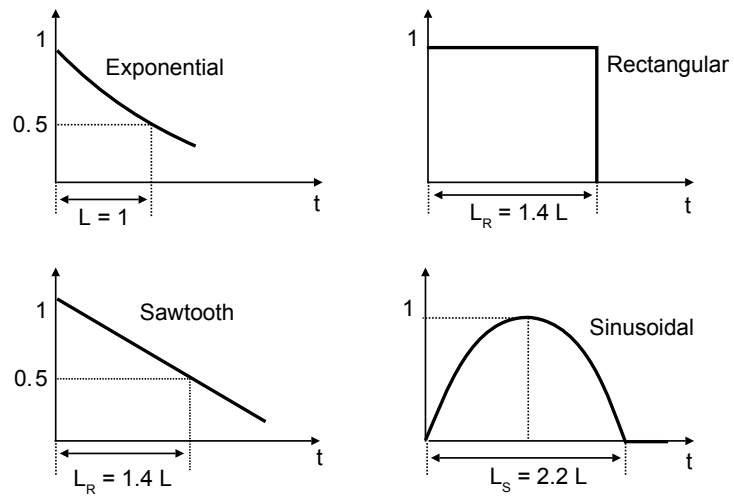 1
Exponential
0.5
t
L = 1
1
Rectangular
t
L_R = 1.4 L
1
Sawtooth
0.5
t
L_R = 1.4 L
1
Sinusoidal
t
L_S = 2.2 L